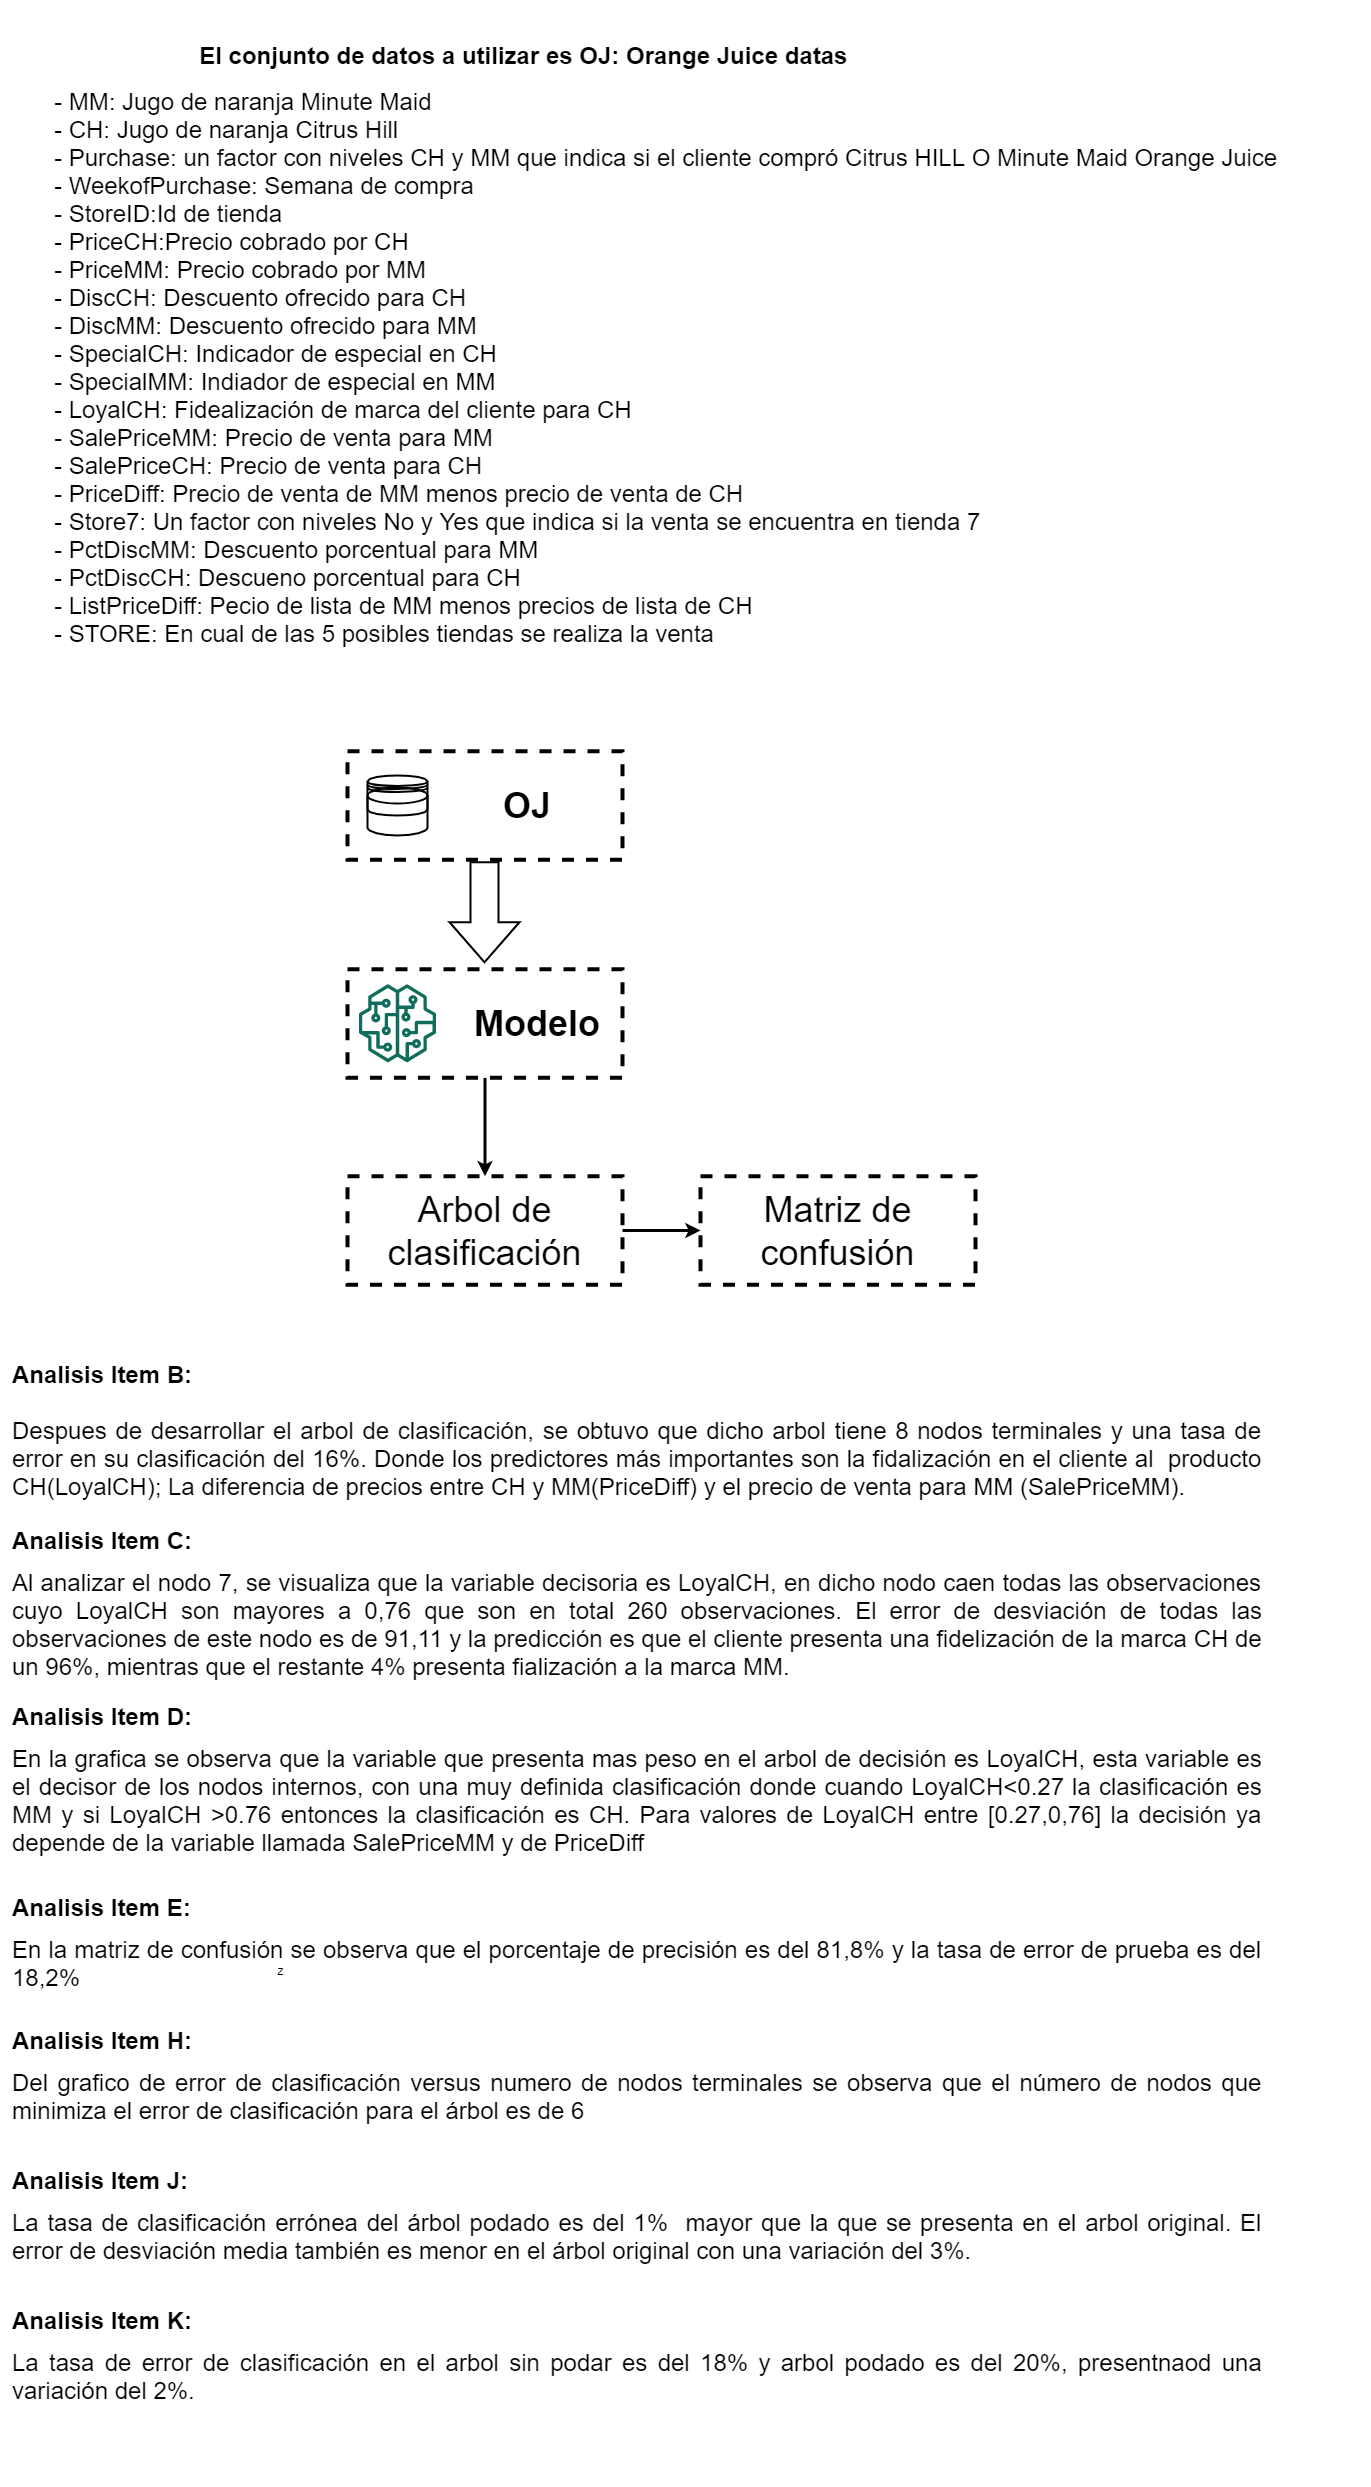 El conjunto de datos a utilizar es OJ: Orange Juice datas
- MM: Jugo de naranja Minute Maid
- CH: Jugo de naranja Citrus Hill
- Purchase: un factor con niveles CH y MM que indica si el cliente compró Citrus HILL O Minute Maid Orange Juice
- WeekofPurchase: Semana de compra
- StoreID:Id de tienda
- PriceCH:Precio cobrado por CH
- PriceMM: Precio cobrado por MM
- DiscCH: Descuento ofrecido para CH
- DiscMM: Descuento ofrecido para MM
- SpecialCH: Indicador de especial en CH
- SpecialMM: Indiador de especial en MM
- LoyalCH: Fidealización de marca del cliente para CH
- SalePriceMM: Precio de venta para MM
- SalePriceCH: Precio de venta para CH
- PriceDiff: Precio de venta de MM menos precio de venta de CH
- Store7: Un factor con niveles No y Yes que indica si la venta se encuentra en tienda 7
- PctDiscMM: Descuento porcentual para MM
- PctDiscCH: Descueno porcentual para CH
- ListPriceDiff: Pecio de lista de MM menos precios de lista de CH
- STORE: En cual de las 5 posibles tiendas se realiza la venta
OJ
Modelo
Arbol de
clasificación
Matriz de
confusión
Analisis Item B:
Despues de desarrollar el arbol de clasificación, se obtuvo que dicho arbol tiene 8 nodos terminales y una tasa de
error en su clasificación del 16%. Donde los predictores más importantes son la fidalización en el cliente al  producto
CH(LoyalCH); La diferencia de precios entre CH y MM(PriceDiff) y el precio de venta para MM (SalePriceMM).
Analisis Item C:
Al analizar el nodo 7, se visualiza que la variable decisoria es LoyalCH, en dicho nodo caen todas las observaciones
cuyo LoyalCH son mayores a 0,76 que son en total 260 observaciones. El error de desviación de todas las
observaciones de este nodo es de 91,11 y la predicción es que el cliente presenta una fidelización de la marca CH de
un 96%, mientras que el restante 4% presenta fialización a la marca MM.
Analisis Item D:
En la grafica se observa que la variable que presenta mas peso en el arbol de decisión es LoyalCH, esta variable es
el decisor de los nodos internos, con una muy definida clasificación donde cuando LoyalCH<0.27 la clasificación es
MM y si LoyalCH >0.76 entonces la clasificación es CH. Para valores de LoyalCH entre [0.27,0,76] la decisión ya
depende de la variable llamada SalePriceMM y de PriceDiff
Analisis Item E:
En la matriz de confusión se observa que el porcentaje de precisión es del 81,8% y la tasa de error de prueba es del
18,2%
z
Analisis Item H:
Del grafico de error de clasificación versus numero de nodos terminales se observa que el número de nodos que
minimiza el error de clasificación para el árbol es de 6
Analisis Item J:
La tasa de clasificación errónea del árbol podado es del 1%  mayor que la que se presenta en el arbol original. El
error de desviación media también es menor en el árbol original con una variación del 3%.
Analisis Item K:
La tasa de error de clasificación en el arbol sin podar es del 18% y arbol podado es del 20%, presentnaod una
variación del 2%.